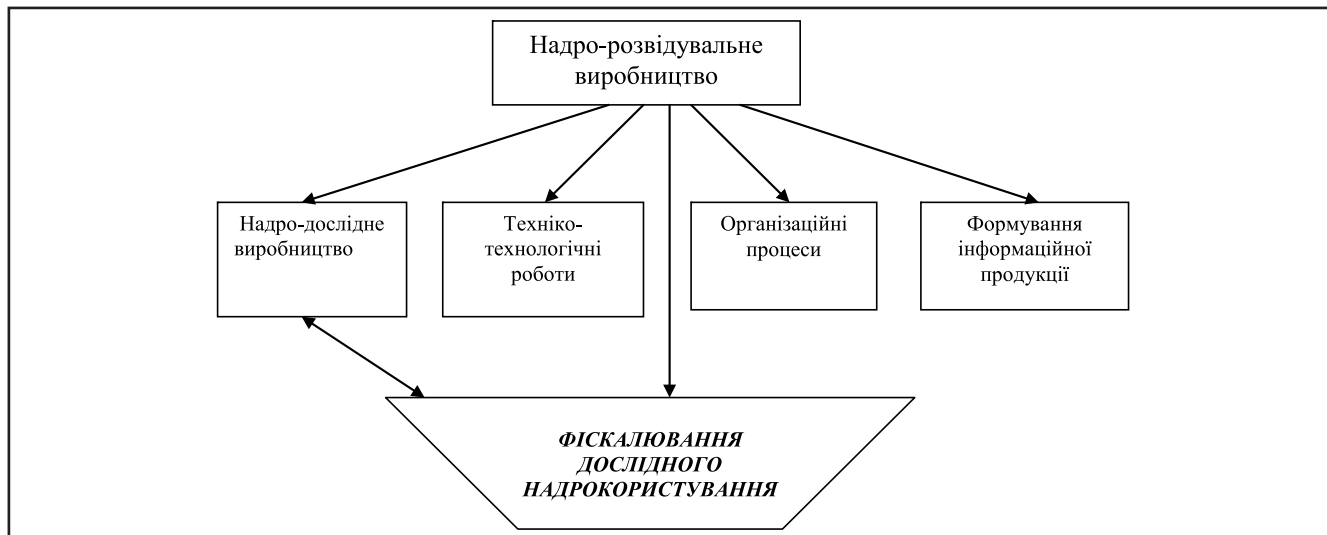 Надро-розвідувальне
виробництво
Надро-дослідне
виробництво
Техніко-
технологічні
роботи
Організаційні
процеси
Формування
інформаційної
продукції
ФІСКАЛЮВАННЯ
ДОСЛІДНОГО
НАДРОКОРИСТУВАННЯ